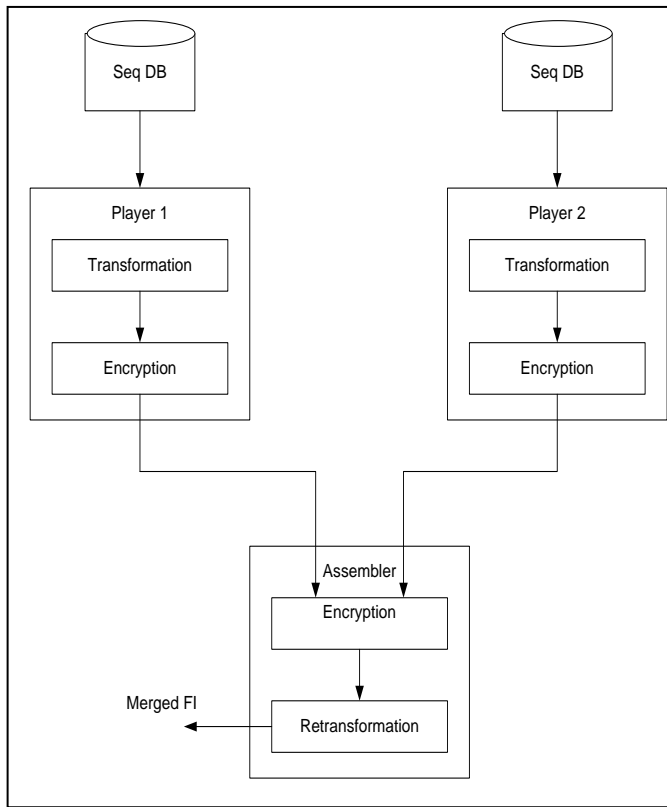 Seq DB
Seq DB
Player 1
Player 2
Transformation
Transformation
Encryption
Encryption
Assembler
Encryption
Merged FI
Retransformation